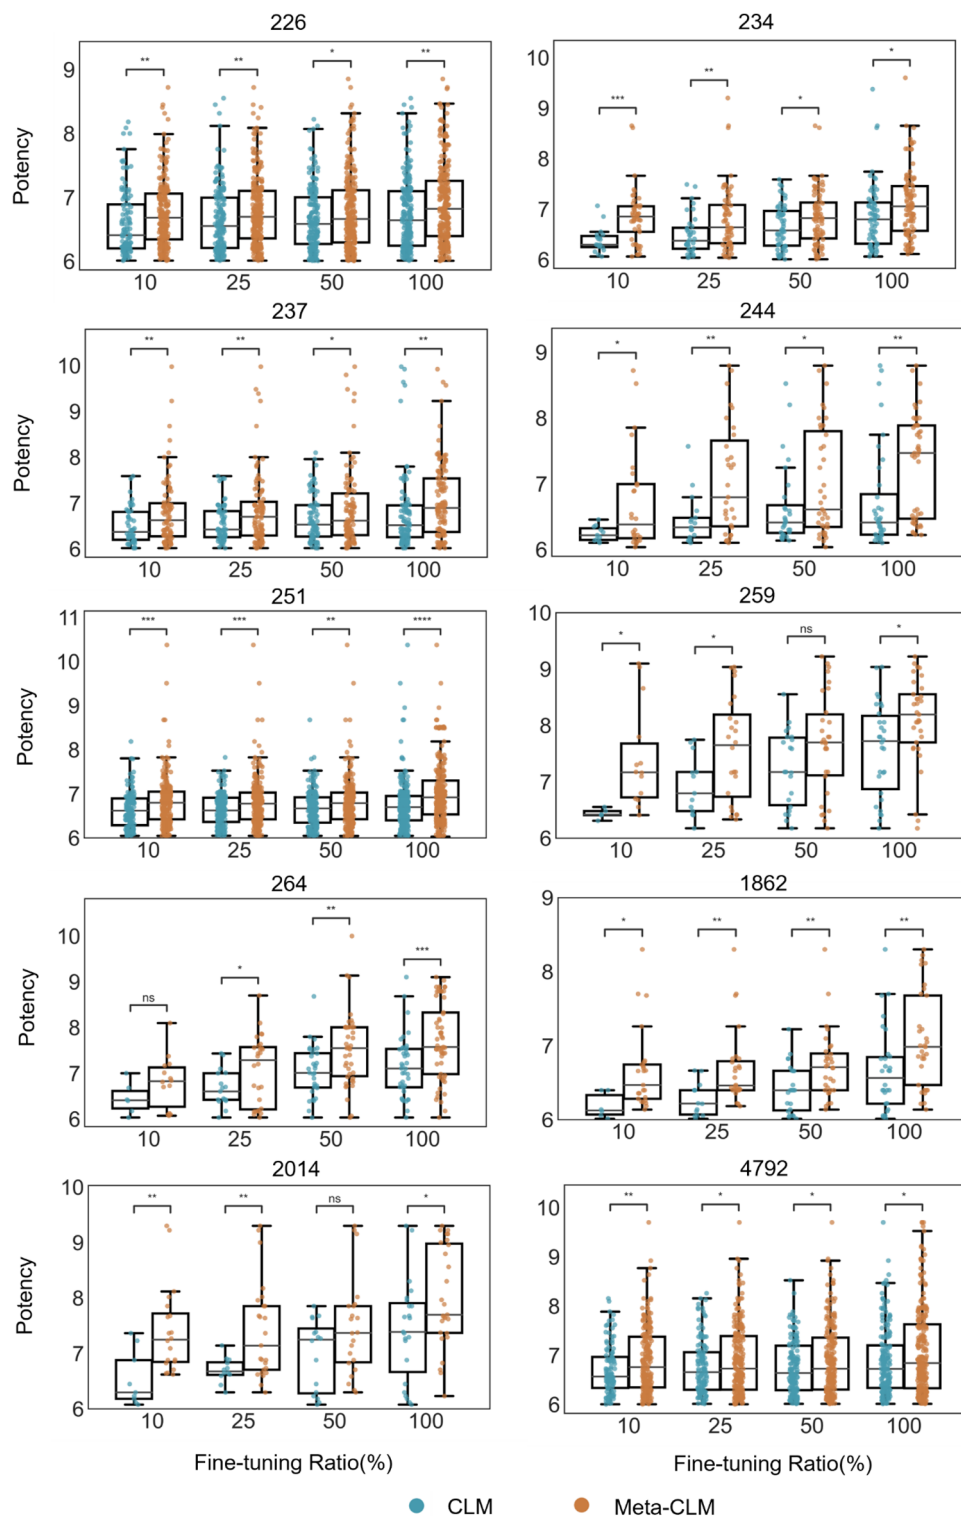 226
234
Potency
9
8
7
6
** ** * **
10 25 50 100
10
9
8
7
6
*** ** * *
10 25 50 100
237
244
Potency
10
9
8
7
6
** ** * **
10 25 50 100
9
8
7
6
* ** * **
10 25 50 100
251
259
Potency
11
10
9
8
7
6
*** *** ** ****
10 25 50 100
10
9
8
7
6
* * ns *
10 25 50 100
264
1862
Potency
10
9
8
7
6
ns * ** ***
10 25 50 100
9
8
7
6
* ** ** **
10 25 50 100
2014
4792
Potency
10
9
8
7
6
** ** ns *
10 25 50 100
10
9
8
7
6
** * * *
10 25 50 100
Fine-tuning Ratio(%)
Fine-tuning Ratio(%)
CLM Meta-CLM